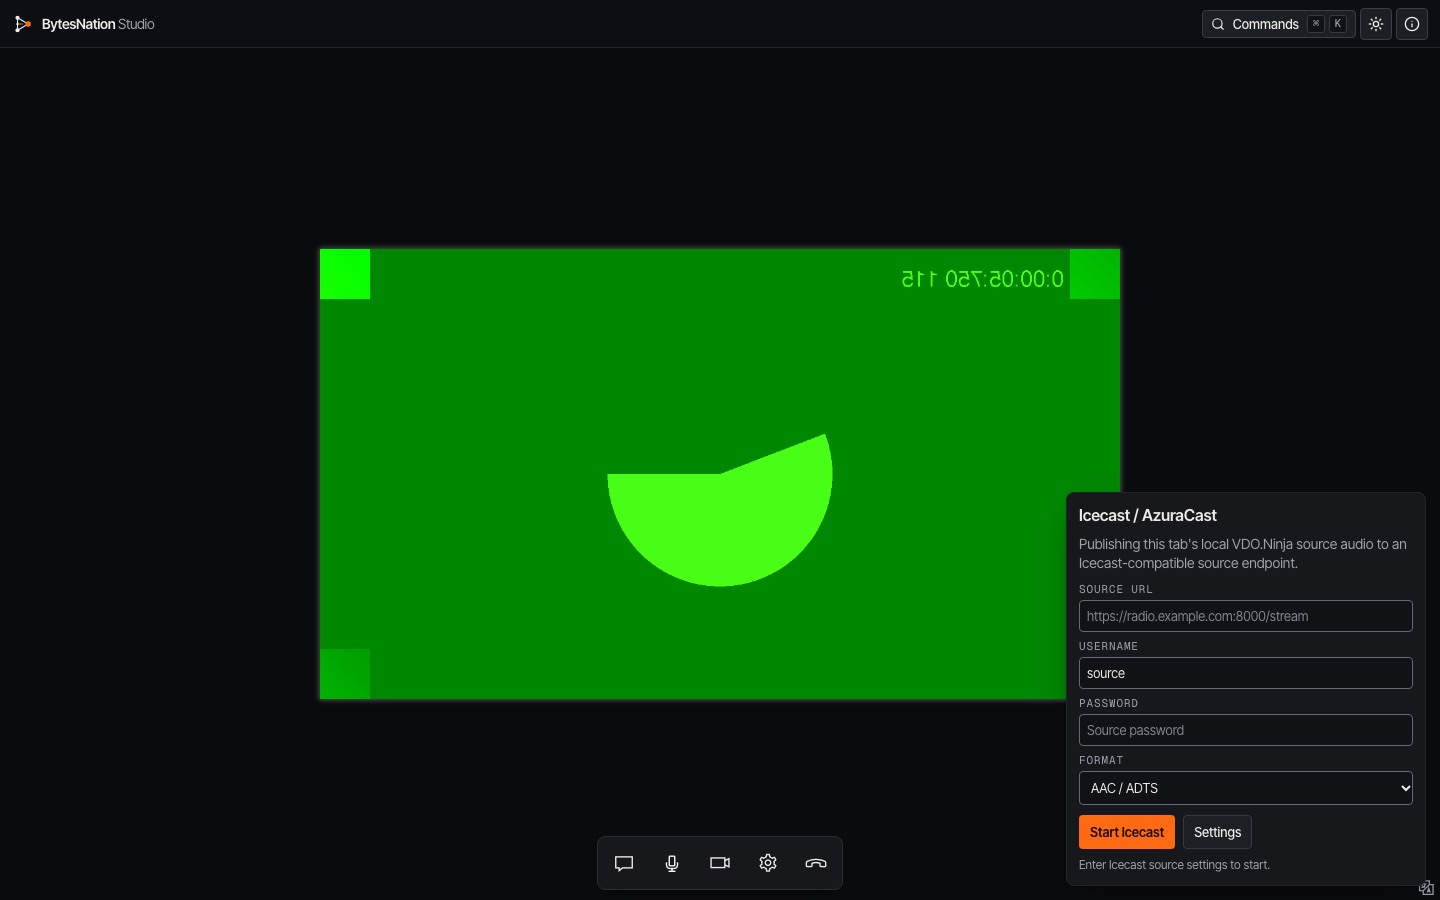 BytesNation Studio
Commands ⌘ K
0:00:05:750 115
Icecast / AzuraCast
Publishing this tab's local VDO.Ninja source audio to an
Icecast-compatible source endpoint.
SOURCE URL
https://radio.example.com:8000/stream
USERNAME
source
PASSWORD
Source password
FORMAT
AAC / ADTS
Start Icecast
Settings
Enter Icecast source settings to start.